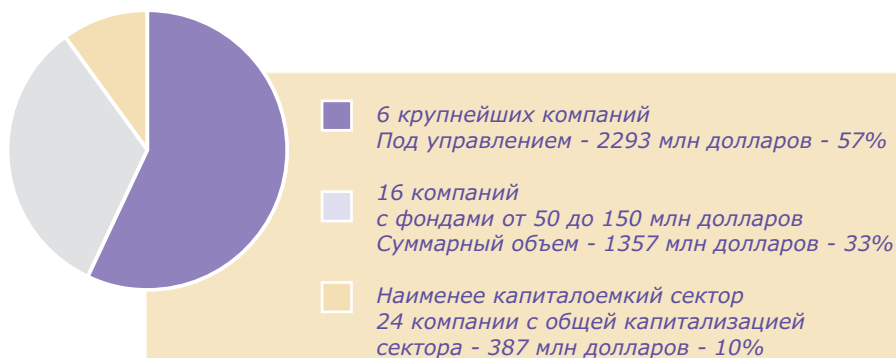 6 крупнейших компаний
Под управлением - 2293 млн долларов - 57%
16 компаний
с фондами от 50 до 150 млн долларов
Суммарный объем - 1357 млн долларов - 33%
Наименее капиталоемкий сектор
24 компании с общей капитализацией
сектора - 387 млн долларов - 10%